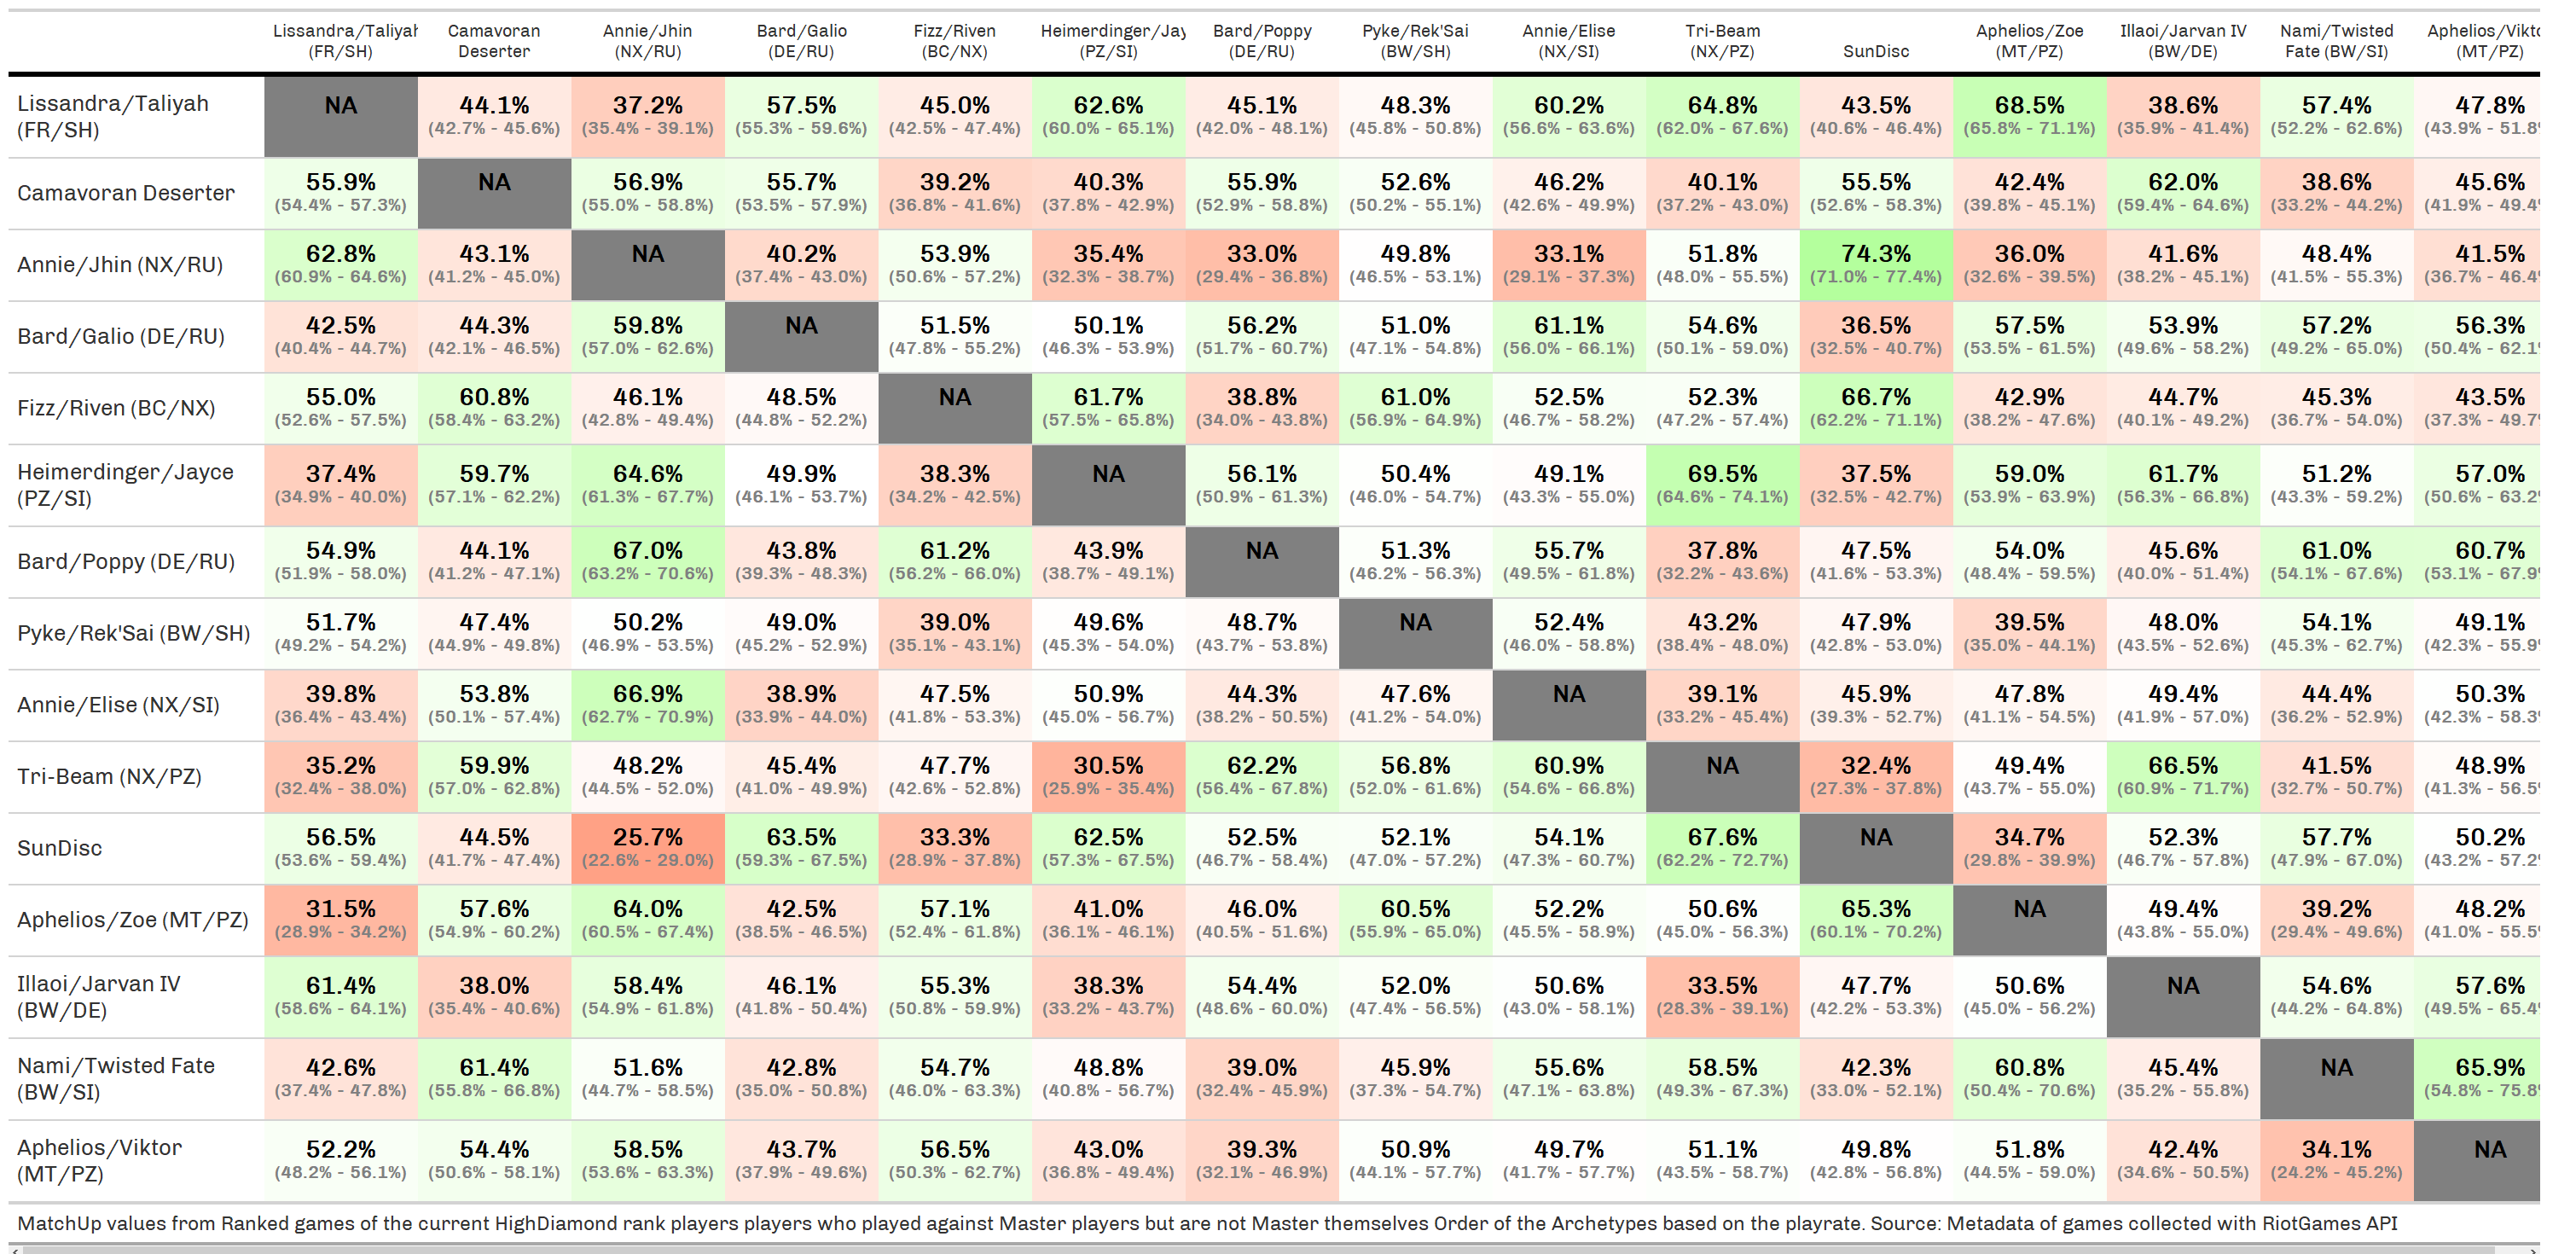 Lissandra/Taliyah Camavoran Annie/Jhin Bard/Galio Fizz/Riven Heimerdinger/Jay Bard/Poppy Pyke/Rek'Sai Annie/Elise Tri-Beam Aphelios/Zoe Illaoi/Jarvan IV Nami/Twisted Aphelios/Vikto
(FR/SH) Deserter (NX/RU) (DE/RU) (BC/NX) (PZ/SI) (DE/RU) (BW/SH) (NX/SI) (NX/PZ) SunDisc (MT/PZ) (BW/DE) Fate (BW/SI) (MT/PZ)
Lissandra/Taliyah NA 44.1% 37.2% 57.5% 45.0% 62.6% 45.1% 48.3% 60.2% 64.8% 43.5% 68.5% 38.6% 57.4% 47.8%
(FR/SH) (42.7% - 45.6%) (35.4% - 39.1%) (55.3% - 59.6%) (42.5% - 47.4%) (60.0% - 65.1%) (42.0% - 48.1%) (45.8% - 50.8%) (56.6% - 63.6%) (62.0% - 67.6%) (40.6% - 46.4%) (65.8% - 71.1%) (35.9% - 41.4%) (52.2% - 62.6%) (43.9% - 51.8%
Camavoran Deserter 55.9% NA 56.9% 55.7% 39.2% 40.3% 55.9% 52.6% 46.2% 40.1% 55.5% 42.4% 62.0% 38.6% 45.6%
(54.4% - 57.3%) (55.0% - 58.8%) (53.5% - 57.9%) (36.8% - 41.6%) (37.8% - 42.9%) (52.9% - 58.8%) (50.2% - 55.1%) (42.6% - 49.9%) (37.2% - 43.0%) (52.6% - 58.3%) (39.8% - 45.1%) (59.4% - 64.6%) (33.2% - 44.2%) (41.9% - 49.4%
Annie/Jhin (NX/RU) 62.8% 43.1% NA 40.2% 53.9% 35.4% 33.0% 49.8% 33.1% 51.8% 74.3% 36.0% 41.6% 48.4% 41.5%
(60.9% - 64.6%) (41.2% - 45.0%) (37.4% - 43.0%) (50.6% - 57.2%) (32.3% - 38.7%) (29.4% - 36.8%) (46.5% - 53.1%) (29.1% - 37.3%) (48.0% - 55.5%) (71.0% - 77.4%) (32.6% - 39.5%) (38.2% - 45.1%) (41.5% - 55.3%) (36.7% - 46.4%
Bard/Galio (DE/RU) 42.5% 44.3% 59.8% NA 51.5% 50.1% 56.2% 51.0% 61.1% 54.6% 36.5% 57.5% 53.9% 57.2% 56.3%
(40.4% - 44.7%) (42.1% - 46.5%) (57.0% - 62.6%) (47.8% - 55.2%) (46.3% - 53.9%) (51.7% - 60.7%) (47.1% - 54.8%) (56.0% - 66.1%) (50.1% - 59.0%) (32.5% - 40.7%) (53.5% - 61.5%) (49.6% - 58.2%) (49.2% - 65.0%) (50.4% - 62.1%
Fizz/Riven (BC/NX) 55.0% 60.8% 46.1% 48.5% NA 61.7% 38.8% 61.0% 52.5% 52.3% 66.7% 42.9% 44.7% 45.3% 43.5%
(52.6% - 57.5%) (58.4% - 63.2%) (42.8% - 49.4%) (44.8% - 52.2%) (57.5% - 65.8%) (34.0% - 43.8%) (56.9% - 64.9%) (46.7% - 58.2%) (47.2% - 57.4%) (62.2% - 71.1%) (38.2% - 47.6%) (40.1% - 49.2%) (36.7% - 54.0%) (37.3% - 49.7%
Heimerdinger/Jayce 37.4% 59.7% 64.6% 49.9% 38.3% NA 56.1% 50.4% 49.1% 69.5% 37.5% 59.0% 61.7% 51.2% 57.0%
(PZ/SI) (34.9% - 40.0%) (57.1% - 62.2%) (61.3% - 67.7%) (46.1% - 53.7%) (34.2% - 42.5%) (50.9% - 61.3%) (46.0% - 54.7%) (43.3% - 55.0%) (64.6% - 74.1%) (32.5% - 42.7%) (53.9% - 63.9%) (56.3% - 66.8%) (43.3% - 59.2%) (50.6% - 63.2%
Bard/Poppy (DE/RU) 54.9% 44.1% 67.0% 43.8% 61.2% 43.9% NA 51.3% 55.7% 37.8% 47.5% 54.0% 45.6% 61.0% 60.7%
(51.9% - 58.0%) (41.2% - 47.1%) (63.2% - 70.6%) (39.3% - 48.3%) (56.2% - 66.0%) (38.7% - 49.1%) (46.2% - 56.3%) (49.5% - 61.8%) (32.2% - 43.6%) (41.6% - 53.3%) (48.4% - 59.5%) (40.0% - 51.4%) (54.1% - 67.6%) (53.1% - 67.9%
Pyke/Rek'Sai (BW/SH) 51.7% 47.4% 50.2% 49.0% 39.0% 49.6% 48.7% NA 52.4% 43.2% 47.9% 39.5% 48.0% 54.1% 49.1%
(49.2% - 54.2%) (44.9% - 49.8%) (46.9% - 53.5%) (45.2% - 52.9%) (35.1% - 43.1%) (45.3% - 54.0%) (43.7% - 53.8%) (46.0% - 58.8%) (38.4% - 48.0%) (42.8% - 53.0%) (35.0% - 44.1%) (43.5% - 52.6%) (45.3% - 62.7%) (42.3% - 55.9%
Annie/Elise (NX/SI) 39.8% 53.8% 66.9% 38.9% 47.5% 50.9% 44.3% 47.6% NA 39.1% 45.9% 47.8% 49.4% 44.4% 50.3%
(36.4% - 43.4%) (50.1% - 57.4%) (62.7% - 70.9%) (33.9% - 44.0%) (41.8% - 53.3%) (45.0% - 56.7%) (38.2% - 50.5%) (41.2% - 54.0%) (33.2% - 45.4%) (39.3% - 52.7%) (41.1% - 54.5%) (41.9% - 57.0%) (36.2% - 52.9%) (42.3% - 58.3%
Tri-Beam (NX/PZ) 35.2% 59.9% 48.2% 45.4% 47.7% 30.5% 62.2% 56.8% 60.9% NA 32.4% 49.4% 66.5% 41.5% 48.9%
(32.4% - 38.0%) (57.0% - 62.8%) (44.5% - 52.0%) (41.0% - 49.9%) (42.6% - 52.8%) (25.9% - 35.4%) (56.4% - 67.8%) (52.0% - 61.6%) (54.6% - 66.8%) (27.3% - 37.8%) (43.7% - 55.0%) (60.9% - 71.7%) (32.7% - 50.7%) (41.3% - 56.5%
SunDisc 56.5% 44.5% 25.7% 63.5% 33.3% 62.5% 52.5% 52.1% 54.1% 67.6% NA 34.7% 52.3% 57.7% 50.2%
(53.6% - 59.4%) (41.7% - 47.4%) (22.6% - 29.0%) (59.3% - 67.5%) (28.9% - 37.8%) (57.3% - 67.5%) (46.7% - 58.4%) (47.0% - 57.2%) (47.3% - 60.7%) (62.2% - 72.7%) (29.8% - 39.9%) (46.7% - 57.8%) (47.9% - 67.0%) (43.2% - 57.2%
Aphelios/Zoe (MT/PZ) 31.5% 57.6% 64.0% 42.5% 57.1% 41.0% 46.0% 60.5% 52.2% 50.6% 65.3% NA 49.4% 39.2% 48.2%
(28.9% - 34.2%) (54.9% - 60.2%) (60.5% - 67.4%) (38.5% - 46.5%) (52.4% - 61.8%) (36.1% - 46.1%) (40.5% - 51.6%) (55.9% - 65.0%) (45.5% - 58.9%) (45.0% - 56.3%) (60.1% - 70.2%) (43.8% - 55.0%) (29.4% - 49.6%) (41.0% - 55.5%
Illaoi/Jarvan IV 61.4% 38.0% 58.4% 46.1% 55.3% 38.3% 54.4% 52.0% 50.6% 33.5% 47.7% 50.6% NA 54.6% 57.6%
(BW/DE) (58.6% - 64.1%) (35.4% - 40.6%) (54.9% - 61.8%) (41.8% - 50.4%) (50.8% - 59.9%) (33.2% - 43.7%) (48.6% - 60.0%) (47.4% - 56.5%) (43.0% - 58.1%) (28.3% - 39.1%) (42.2% - 53.3%) (45.0% - 56.2%) (44.2% - 64.8%) (49.5% - 65.4%
Nami/Twisted Fate 42.6% 61.4% 51.6% 42.8% 54.7% 48.8% 39.0% 45.9% 55.6% 58.5% 42.3% 60.8% 45.4% NA 65.9%
(BW/SI) (37.4% - 47.8%) (55.8% - 66.8%) (44.7% - 58.5%) (35.0% - 50.8%) (46.0% - 63.3%) (40.8% - 56.7%) (32.4% - 45.9%) (37.3% - 54.7%) (47.1% - 63.8%) (49.3% - 67.3%) (33.0% - 52.1%) (50.4% - 70.6%) (35.2% - 55.8%) (54.8% - 75.8%
Aphelios/Viktor 52.2% 54.4% 58.5% 43.7% 56.5% 43.0% 39.3% 50.9% 49.7% 51.1% 49.8% 51.8% 42.4% 34.1% NA
(MT/PZ) (48.2% - 56.1%) (50.6% - 58.1%) (53.6% - 63.3%) (37.9% - 49.6%) (50.3% - 62.7%) (36.8% - 49.4%) (32.1% - 46.9%) (44.1% - 57.7%) (41.7% - 57.7%) (43.5% - 58.7%) (42.8% - 56.8%) (44.5% - 59.0%) (34.6% - 50.5%) (24.2% - 45.2%)
MatchUp values from Ranked games of the current HighDiamond rank players players who played against Master players but are not Master themselves Order of the Archetypes based on the playrate. Source: Metadata of games collected with RiotGames API